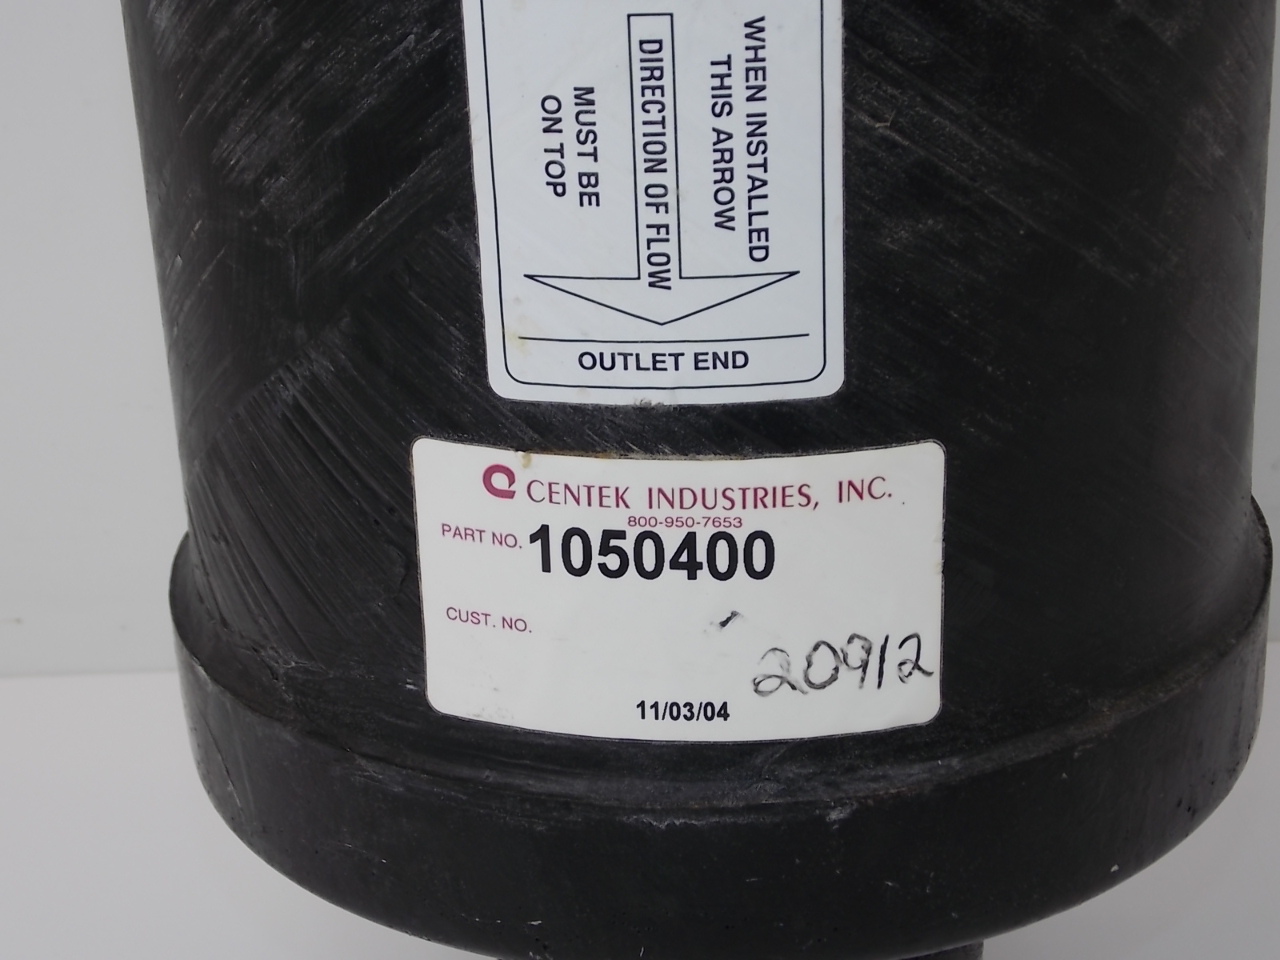 WHEN INSTALLED
THIS ARROW
DIRECTION OF FLOW
MUST BE
ON TOP
OUTLET END
CENTEK INDUSTRIES, INC.
800-950-7653
PART NO. 1050400
CUST. NO.
20912
11/03/04